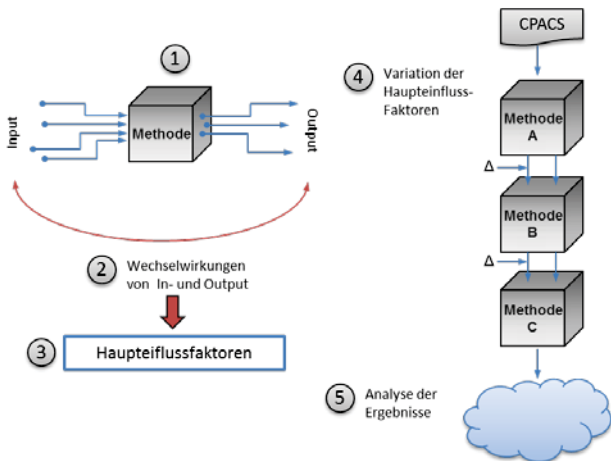 1
Input
Methode
Output
2
Wechselwirkungen
von In- und Output
3
Haupteiflussfaktoren
CPACS
4
Variation der
Haupteinfluss-
Faktoren
Methode
A
Δ
Methode
B
Δ
Methode
C
5
Analyse der
Ergebnisse